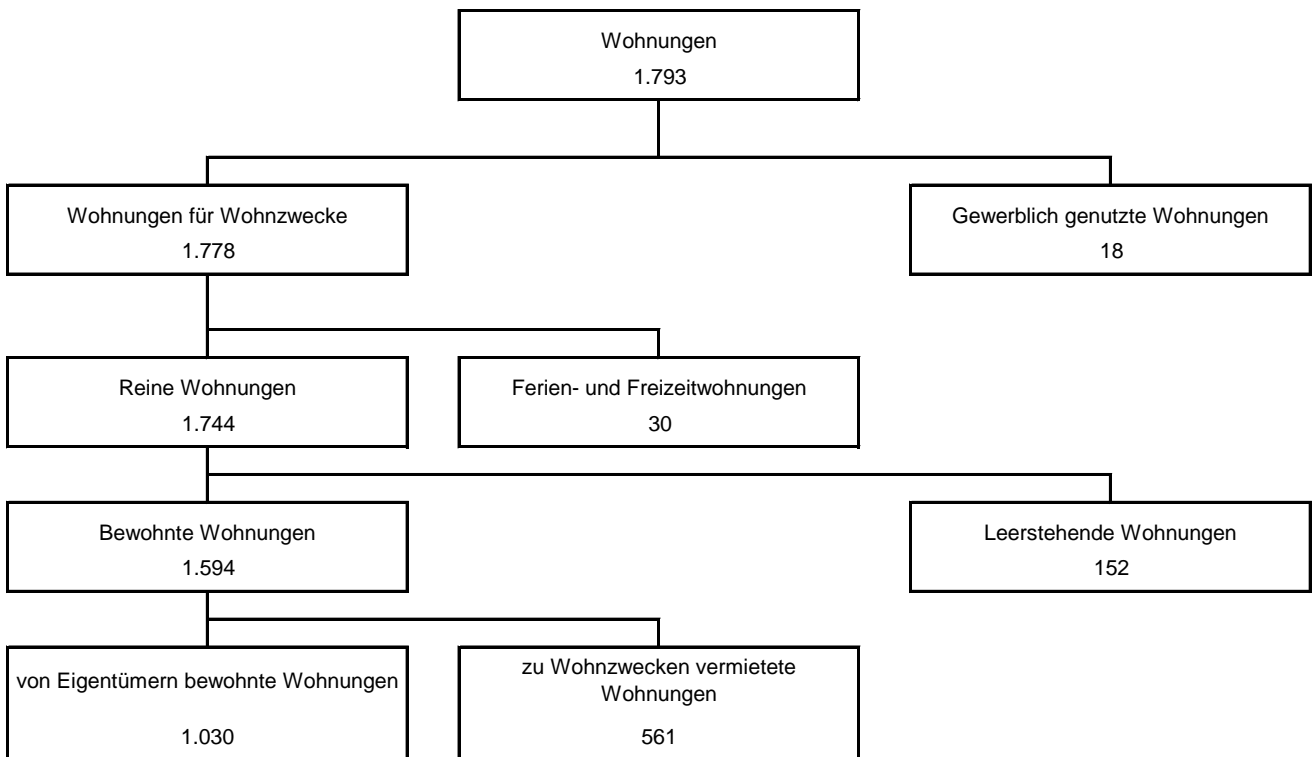 Wohnungen
1.793
Wohnungen für Wohnzwecke
1.778
Gewerblich genutzte Wohnungen
18
Reine Wohnungen
1.744
Ferien- und Freizeitwohnungen
30
Bewohnte Wohnungen
1.594
Leerstehende Wohnungen
152
von Eigentümern bewohnte Wohnungen
1.030
zu Wohnzwecken vermietete
Wohnungen
561